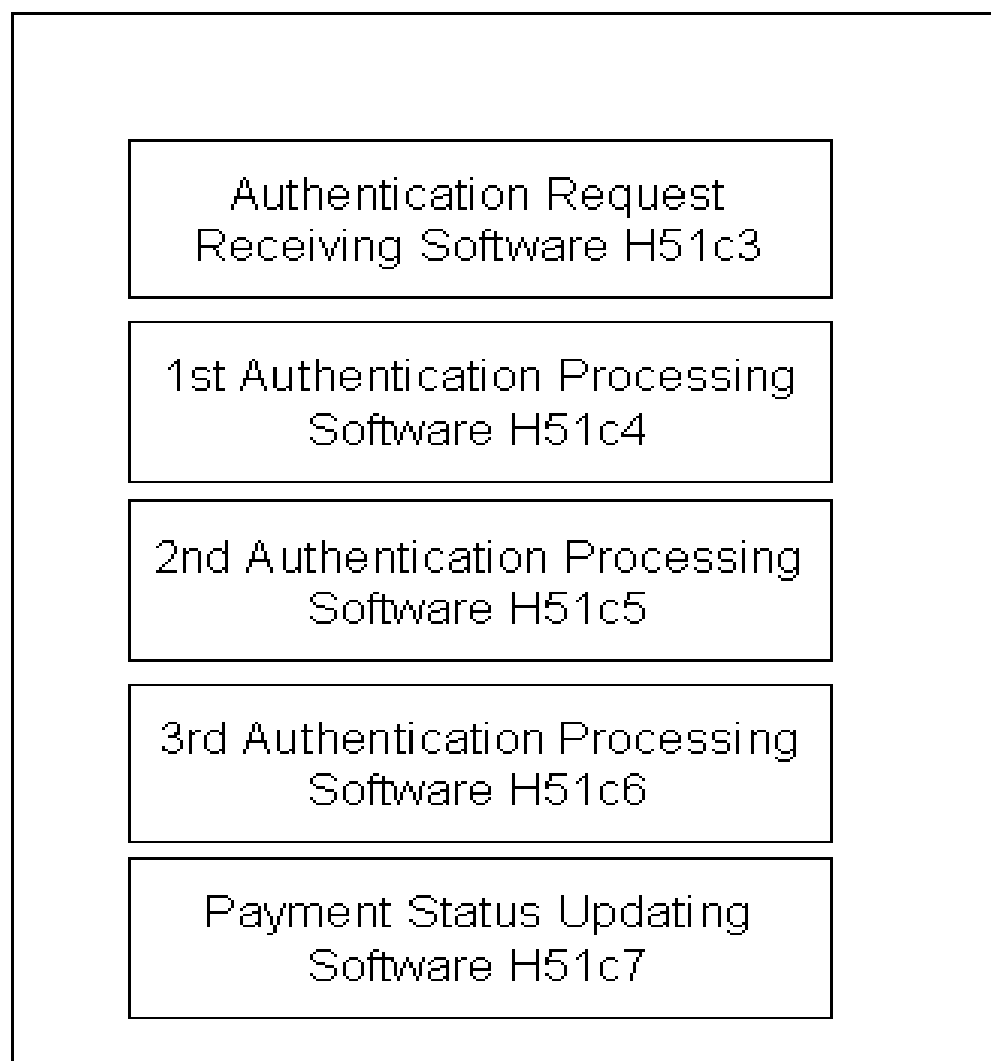 Authentication Request
Receiving Software H51c3
1st Authentication Processing
Software H51c4
2nd Authentication Processing
Software H51c5
3rd Authentication Processing
Software H51c6
Payment Status Updating
Software H51c7